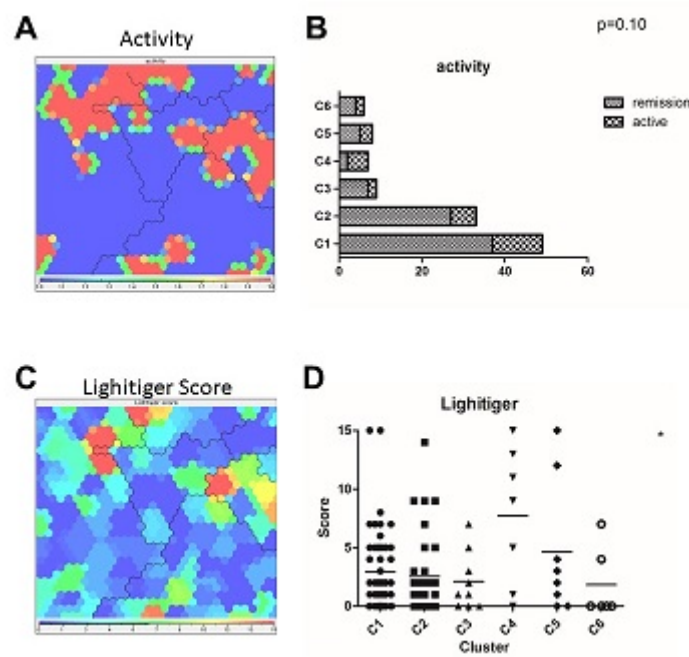 A
Activity
activity
B
p=0.10
activity
C6
C5
C4
C3
C2
C1
remission
active
0 20 40 60
C
Lighitiger Score
D
Lighitiger
*
15
10
5
0
Score
C1 C2 C3 C4 C5 C6
Cluster